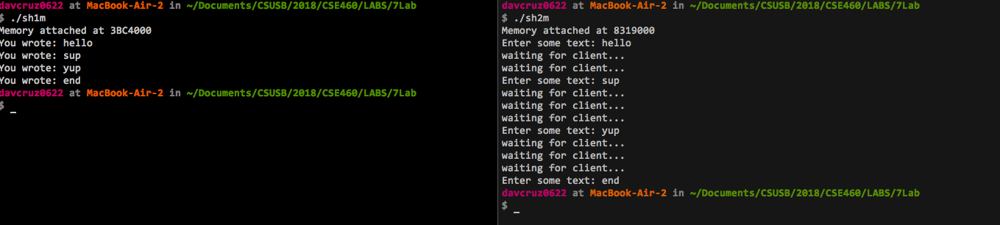 davcruz0622 at MacBook-Air-2 in ~/Documents/CSUSB/2018/CSE460/LABS/7Lab
$ ./sh1m
Memory attached at 3BC4000
You wrote: hello
You wrote: sup
You wrote: yup
You wrote: end
davcruz0622 at MacBook-Air-2 in ~/Documents/CSUSB/2018/CSE460/LABS/7Lab
$ _
davcruz0622 at MacBook-Air-2 in ~/Documents/CSUSB/2018/CSE460/LABS/7Lab
$ ./sh2m
Memory attached at 8319000
Enter some text: hello
waiting for client...
waiting for client...
Enter some text: sup
waiting for client...
waiting for client...
waiting for client...
Enter some text: yup
waiting for client...
waiting for client...
waiting for client...
Enter some text: end
davcruz0622 at MacBook-Air-2 in ~/Documents/CSUSB/2018/CSE460/LABS/7Lab
$ _